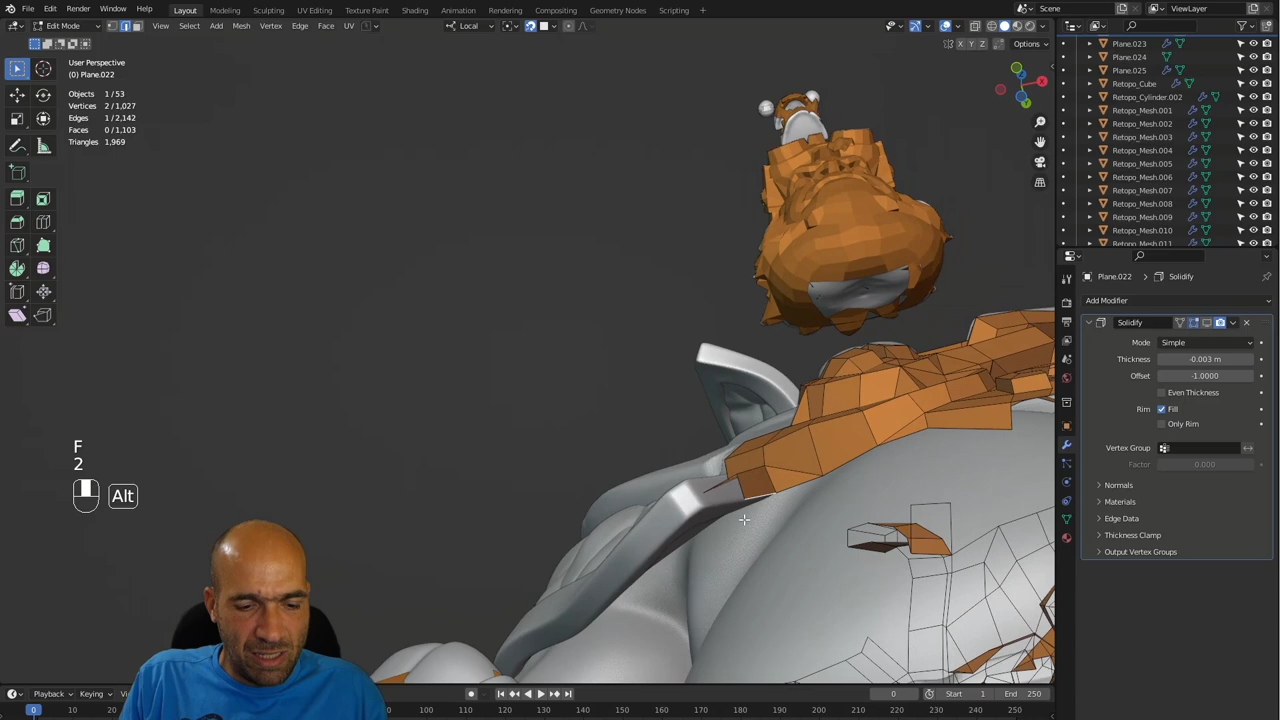 File Edit Render Window Help Layout Modeling Sculpting UV Editing Texture Paint Shading Animation Rendering Compositing Geometry Nodes Scripting Scene ViewLayer
Edit Mode View Select Add Mesh Vertex Edge Face UV Local
X Y Z Options
User Perspective
(0) Plane.022
Objects 1/53
Vertices 2/1,027
Edges 1/2,142
Faces 0/1,103
Triangles 1,969
X
Y
Z
F
2
Alt
Plane.023
Plane.024
Plane.025
Retopo_Cube
Retopo_Cylinder.002
Retopo_Mesh.001
Retopo_Mesh.002
Retopo_Mesh.003
Retopo_Mesh.004
Retopo_Mesh.005
Retopo_Mesh.006
Retopo_Mesh.007
Retopo_Mesh.008
Retopo_Mesh.009
Retopo_Mesh.010
Retopo_Mesh.011
Plane.022 Solidify
Add Modifier
Solidify
Mode Simple
Thickness -0.003 m
Offset -1.0000
Even Thickness
Rim Fill
Only Rim
Vertex Group
Factor 0.000
Normals
Materials
Edge Data
Thickness Clamp
Output Vertex Groups
Playback Keying 0 Start 1 End 250
0 10 100 110 120 130 140 150 160 170 180 190 200 210 220 230 240 250